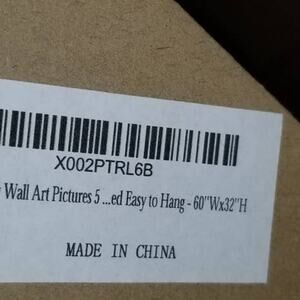 X002PTRL6B
Wall Art Pictures 5 ...ed Easy to Hang - 60"Wx32"H
MADE IN CHINA